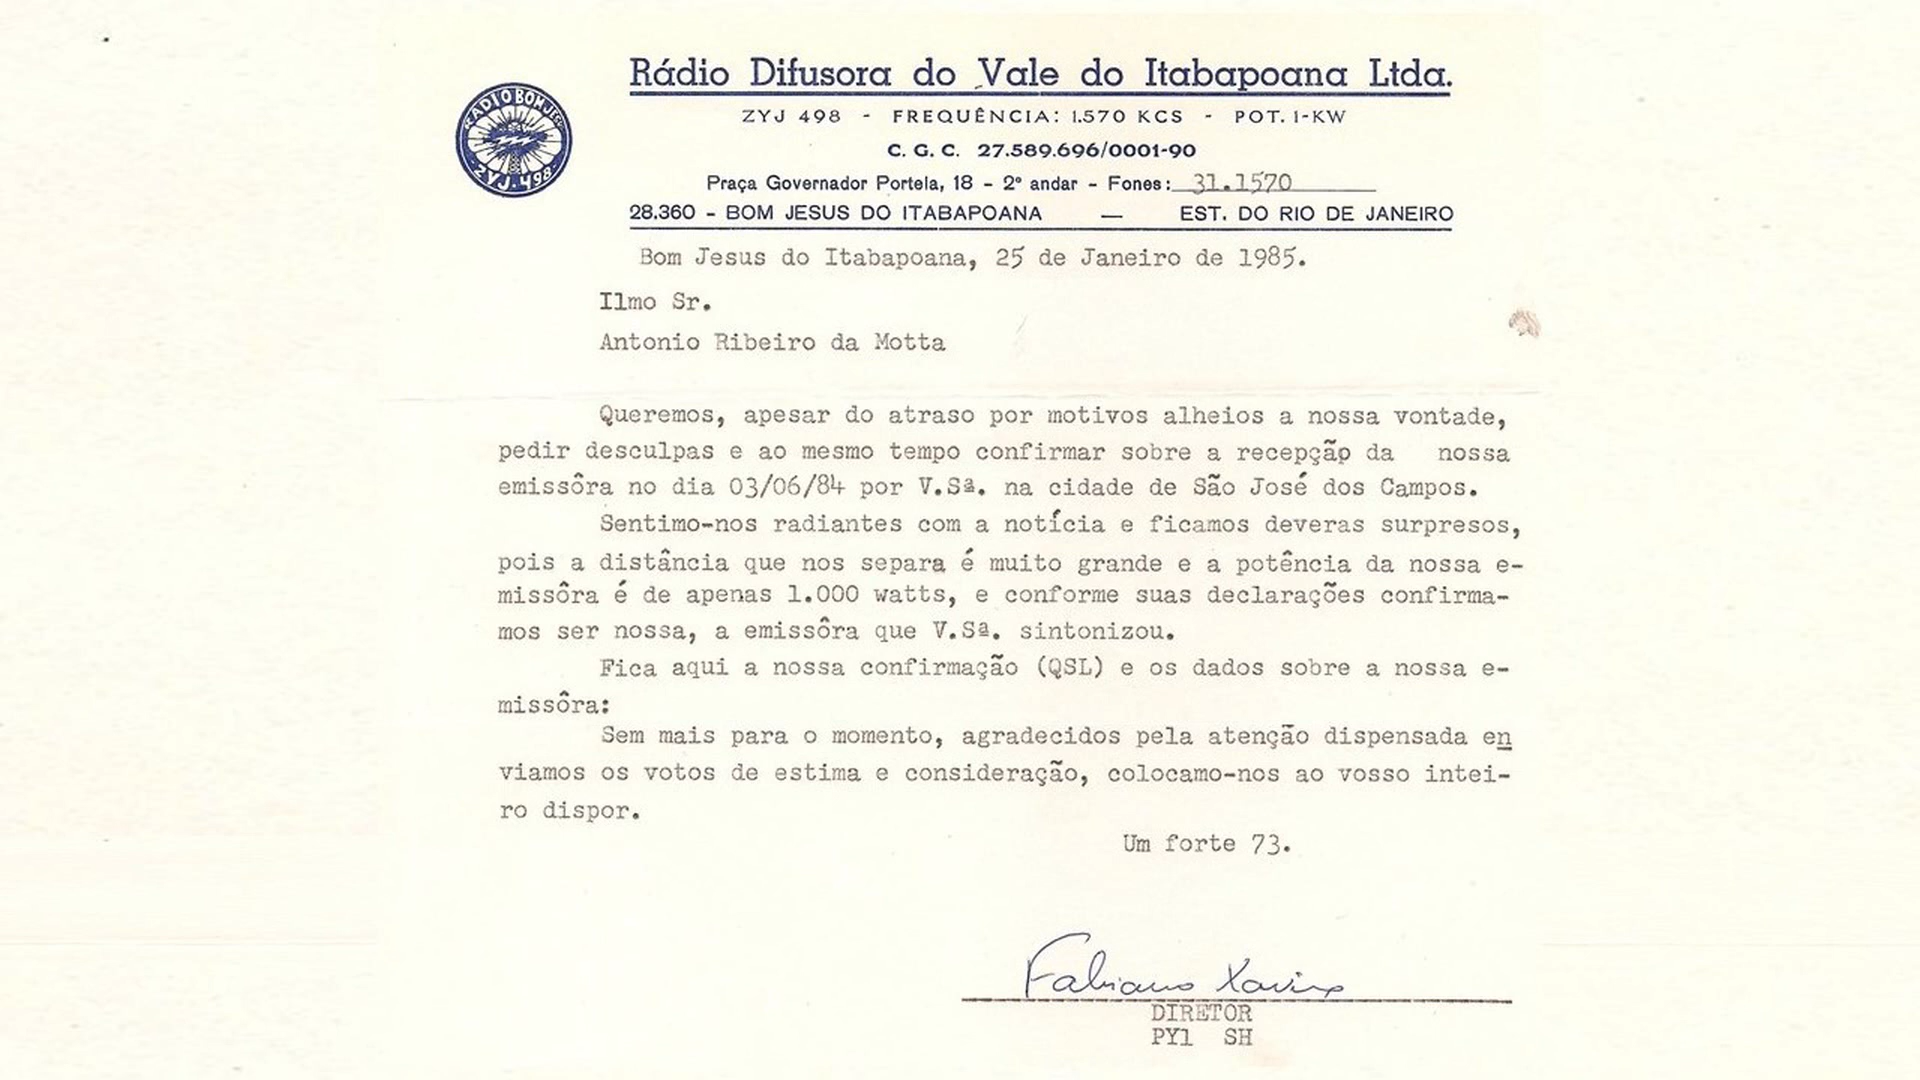 Rádio Difusora do Vale do Itabapoana Ltda.
RÁDIO BOM JESUS
ZYJ.498
ZYJ 498 - FREQUÊNCIA: 1.570 KCS - POT. 1-KW
C. G. C. 27.589.696/0001-90
Praça Governador Portela, 18 - 2º andar - Fones: 31.1570
28.360 - BOM JESUS DO ITABAPOANA — EST. DO RIO DE JANEIRO
Bom Jesus do Itabapoana, 25 de Janeiro de 1985.
Ilmo Sr.
Antonio Ribeiro da Motta
Queremos, apesar do atraso por motivos alheios a nossa vontade,
pedir desculpas e ao mesmo tempo confirmar sobre a recepção da nossa
emissôra no dia 03/06/84 por V.Sª. na cidade de São José dos Campos.
Sentimo-nos radiantes com a notícia e ficamos deveras surpresos,
pois a distância que nos separa é muito grande e a potência da nossa e-
missôra é de apenas 1.000 watts, e conforme suas declarações confirma-
mos ser nossa, a emissôra que V.Sª. sintonizou.
Fica aqui a nossa confirmação (QSL) e os dados sobre a nossa e-
missôra:
Sem mais para o momento, agradecidos pela atenção dispensada en
viamos os votos de estima e consideração, colocamo-nos ao vosso intei-
ro dispor.
Um forte 73.
Fabiano Xavier
DIRETOR
PY1 SH